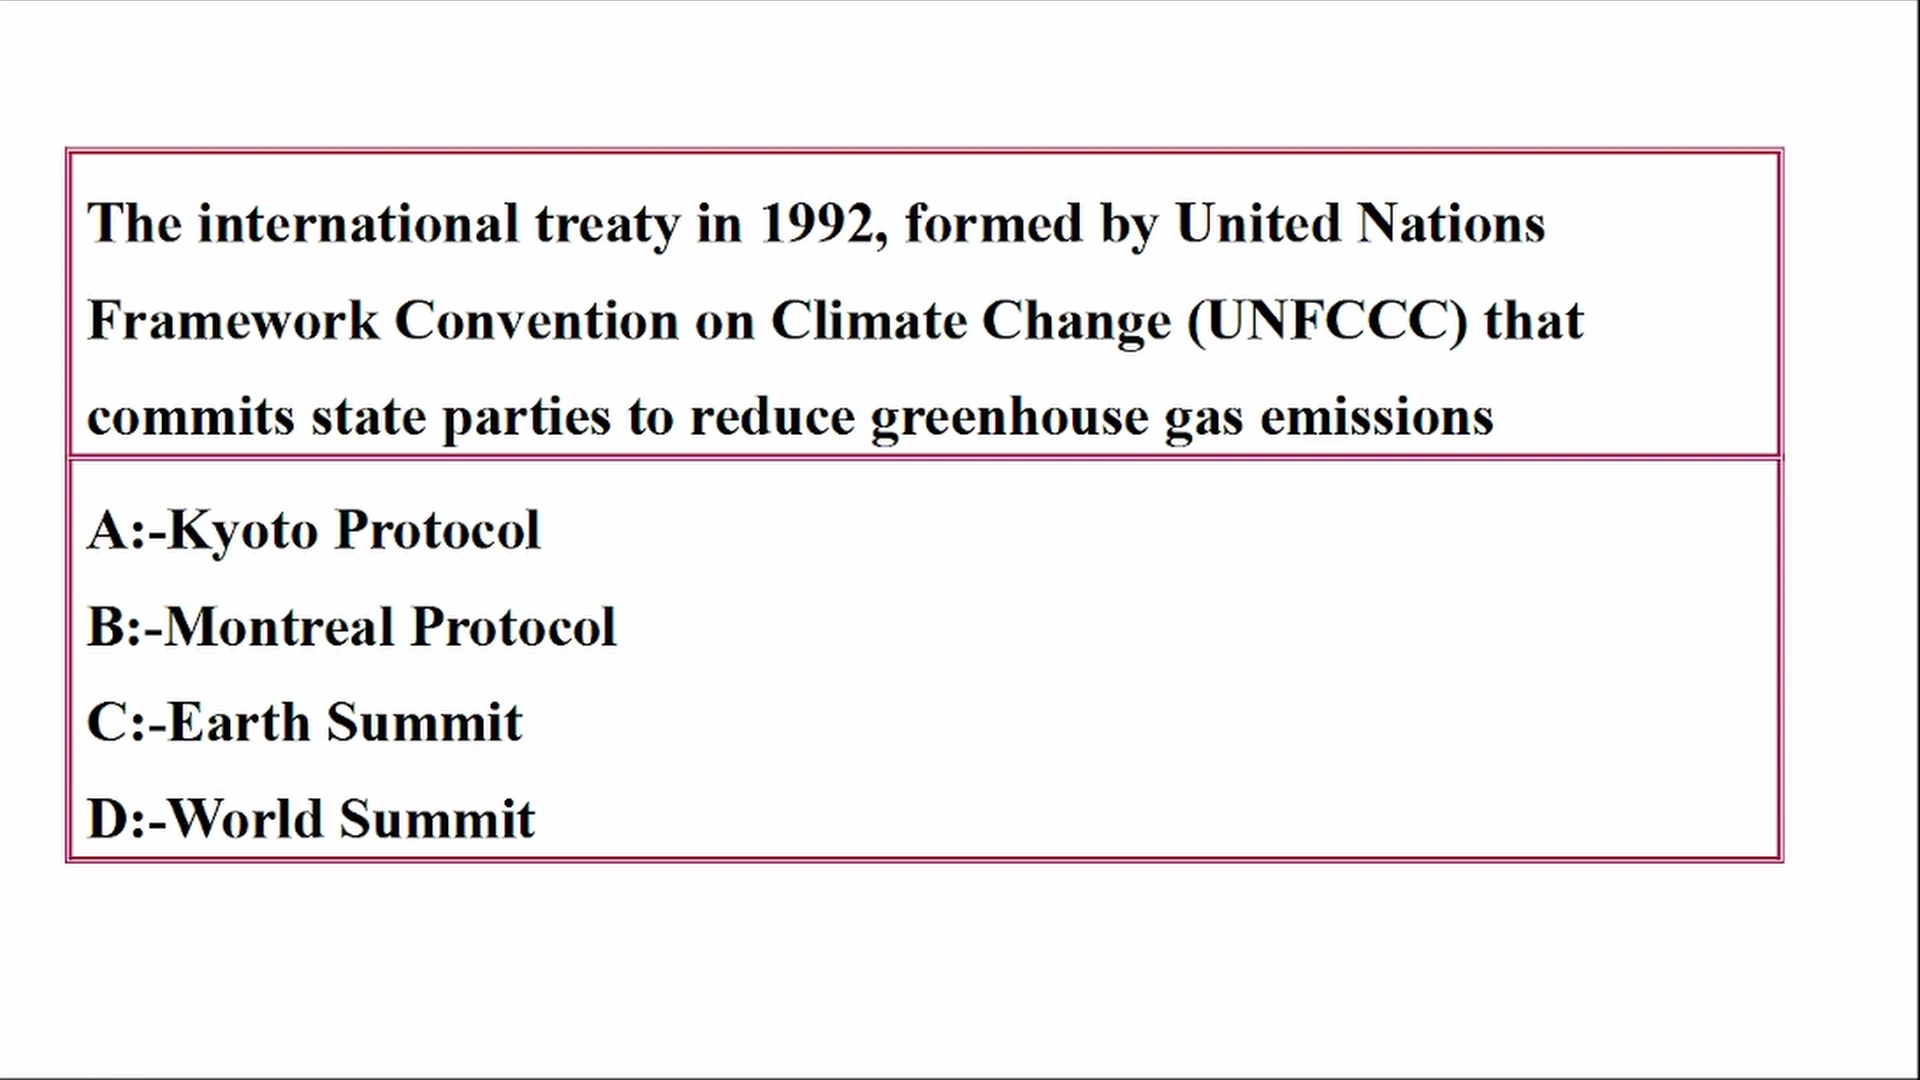 The international treaty in 1992, formed by United Nations
Framework Convention on Climate Change (UNFCCC) that
commits state parties to reduce greenhouse gas emissions
A:-Kyoto Protocol
B:-Montreal Protocol
C:-Earth Summit
D:-World Summit